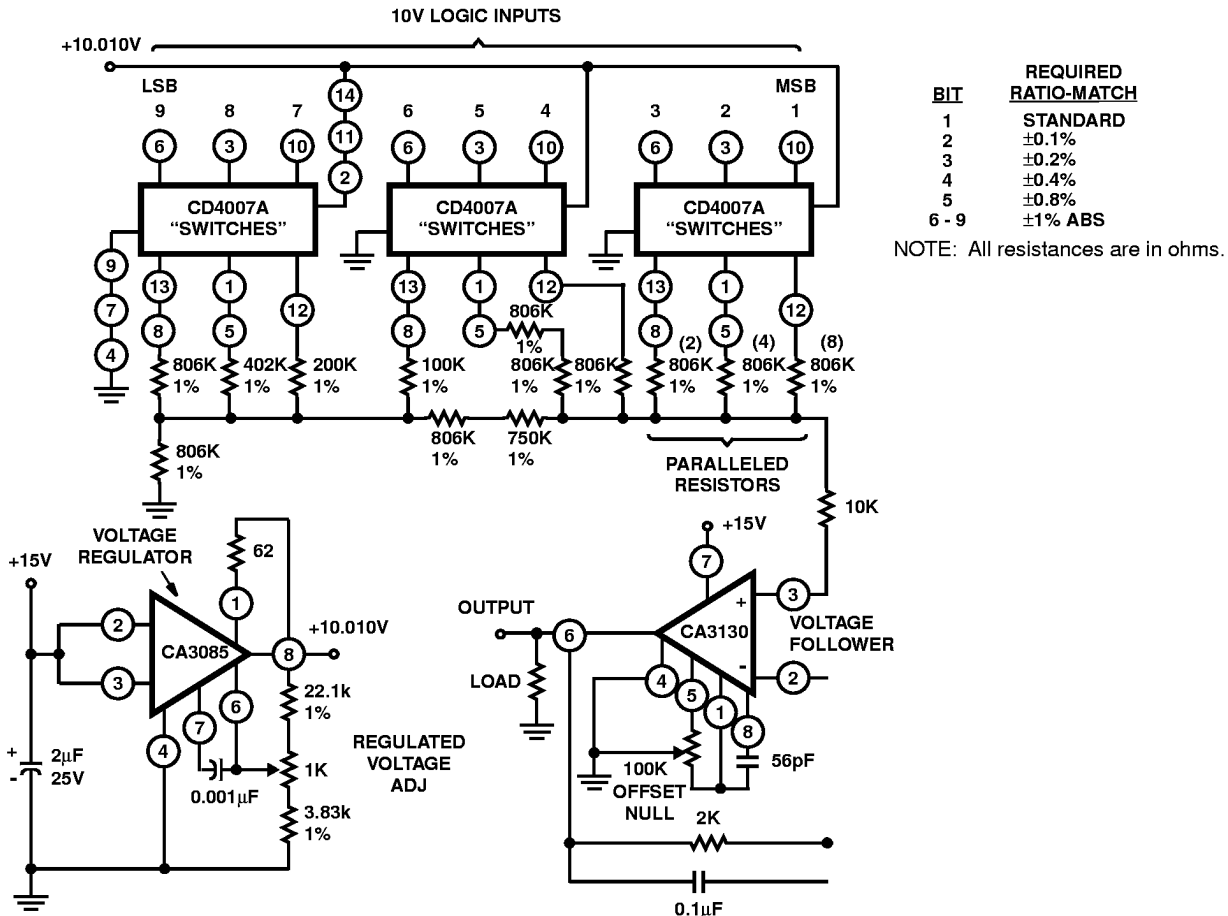 10V LOGIC INPUTS
+10.010V
LSB
MSB
9 8 7 6 5 4 3 2 1
6 3 10 6 3 10 6 3 10
14
11
2
CD4007A
“SWITCHES”
CD4007A
“SWITCHES”
CD4007A
“SWITCHES”
9
7
4
13
8
1
5
12
13
8
1
5
12
13
8
1
5
12
806K
1%
402K
1%
200K
1%
100K
1%
806K
1%
806K
1%
806K
1%
(2)
806K
1%
(4)
806K
1%
(8)
806K
1%
806K
1%
750K
1%
806K
1%
PARALLELED
RESISTORS
10K
BIT
REQUIRED
RATIO-MATCH
1 STANDARD
2 ±0.1%
3 ±0.2%
4 ±0.4%
5 ±0.8%
6 - 9 ±1% ABS
NOTE: All resistances are in ohms.
VOLTAGE
REGULATOR
+15V
62
1
2
3
CA3085
8
+10.010V
7
6
4
22.1k
1%
1K
3.83k
1%
0.001µF
+
-
2µF
25V
REGULATED
VOLTAGE
ADJ
+15V
7
OUTPUT
6
LOAD
CA3130
+
-
3
2
VOLTAGE
FOLLOWER
4
5
1
8
56pF
100K
OFFSET
NULL
2K
0.1µF